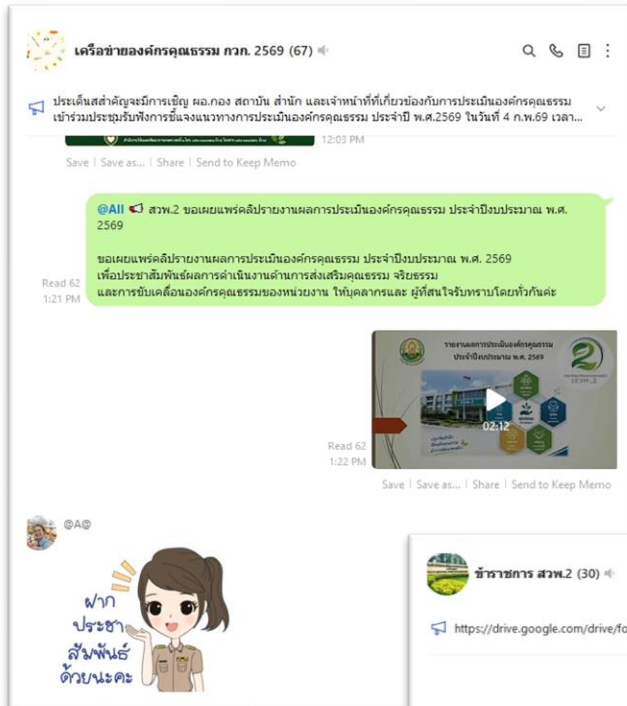 เครือข่ายองค์กรคุณธรรม กวก. 2569 (67)
ประเด็นสำคัญจะมีการเชิญ ผอ.กอง สถาบัน สำนัก และเจ้าหน้าที่ที่เกี่ยวข้องกับการประเมินองค์กรคุณธรรม
เข้าร่วมประชุมรับฟังการชี้แจงแนวทางการประเมินองค์กรคุณธรรม ประจำปี พ.ศ.2569 ในวันที่ 4 ก.พ.69 เวลา...
12:03 PM
Save | Save as... | Share | Send to Keep Memo
@All 📢 สวพ.2 ขอเผยแพร่คลิปรายงานผลการประเมินองค์กรคุณธรรม ประจำปีงบประมาณ พ.ศ.
2569
ขอเผยแพร่คลิปรายงานผลการประเมินองค์กรคุณธรรม ประจำปีงบประมาณ พ.ศ. 2569
เพื่อประชาสัมพันธ์ผลการดำเนินงานด้านการส่งเสริมคุณธรรม จริยธรรม
และการขับเคลื่อนองค์กรคุณธรรมของหน่วยงาน ให้บุคลากรและ ผู้ที่สนใจรับทราบโดยทั่วกันค่ะ
Read 62
1:21 PM
รายงานผลการประเมินองค์กรคุณธรรม
ประจำปีงบประมาณ พ.ศ. 2569
2
02:12
Read 62
1:22 PM
Save | Save as... | Share | Send to Keep Memo
@A@
ฝาก
ประชา
สัมพันธ์
ด้วยนะคะ
ข้าราชการ สวพ.2 (30)
https://drive.google.com/drive/fo